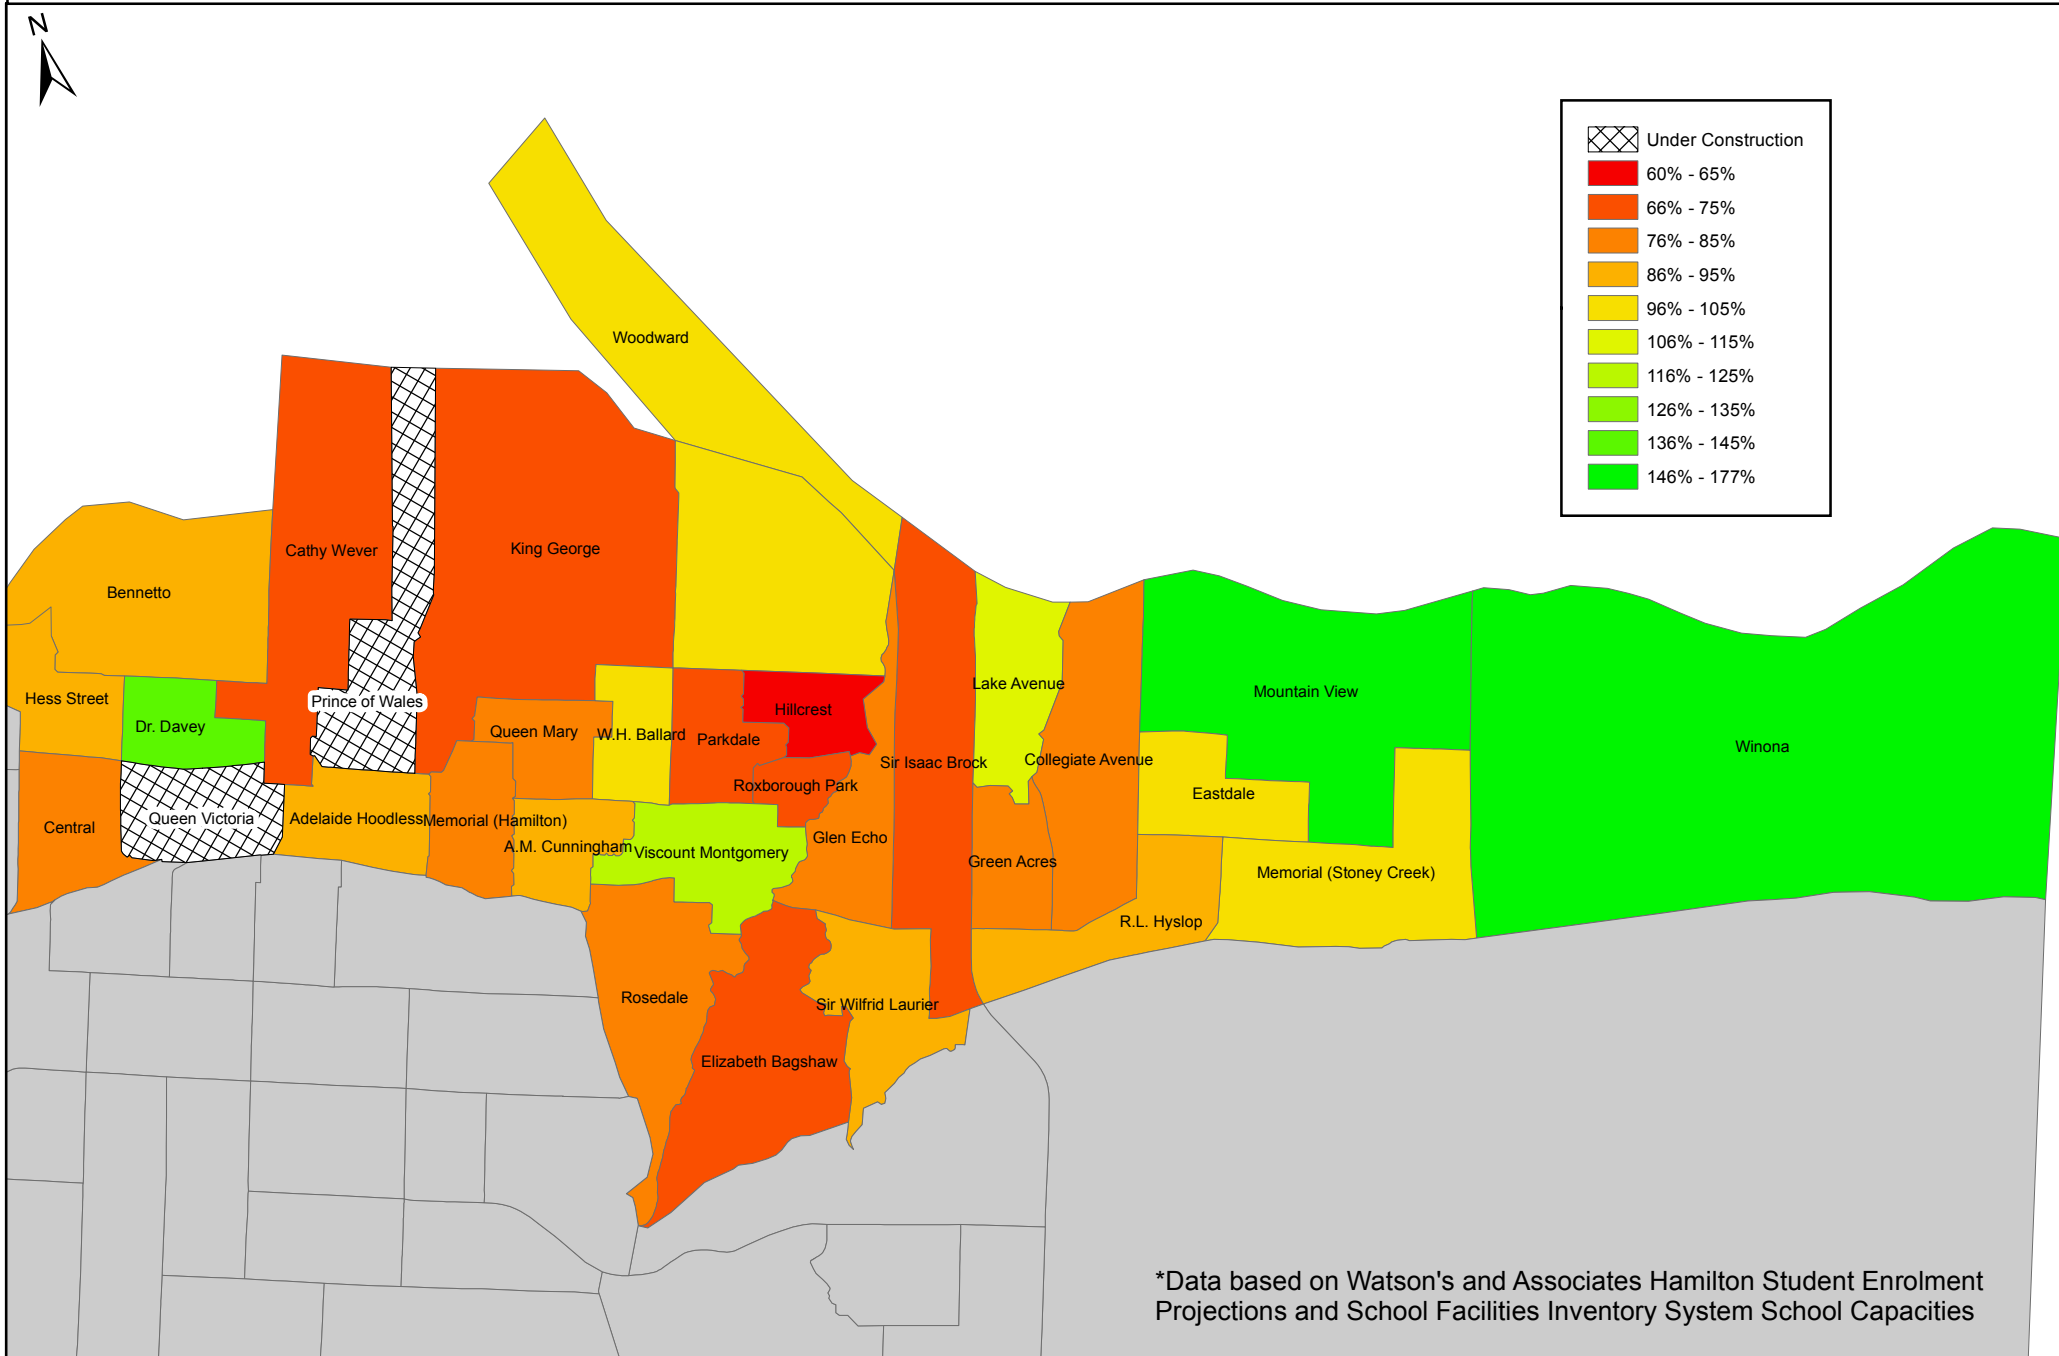 N
Under Construction
60% - 65%
66% - 75%
76% - 85%
86% - 95%
96% - 105%
106% - 115%
116% - 125%
126% - 135%
136% - 145%
146% - 177%
Woodward
Cathy Wever
King George
Bennetto
Hess Street
Dr. Davey
Prince of Wales
Queen Mary
W.H. Ballard
Parkdale
Hillcrest
Lake Avenue
Mountain View
Winona
Sir Isaac Brock
Collegiate Avenue
Roxborough Park
Eastdale
Central
Queen Victoria
Adelaide Hoodless
Memorial (Hamilton)
A.M. Cunningham
Viscount Montgomery
Glen Echo
Green Acres
Memorial (Stoney Creek)
R.L. Hyslop
Rosedale
Sir Wilfrid Laurier
Elizabeth Bagshaw
*Data based on Watson's and Associates Hamilton Student Enrolment
Projections and School Facilities Inventory System School Capacities